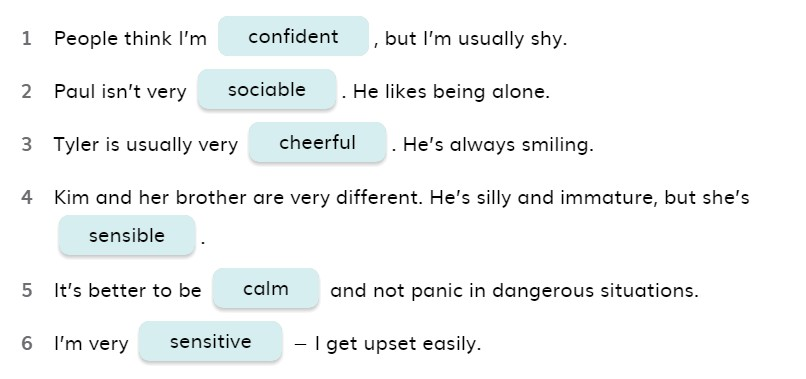 1 People think I'm confident , but I'm usually shy.
2 Paul isn't very sociable . He likes being alone.
3 Tyler is usually very cheerful . He's always smiling.
4 Kim and her brother are very different. He's silly and immature, but she's
sensible .
5 It's better to be calm and not panic in dangerous situations.
6 I'm very sensitive – I get upset easily.